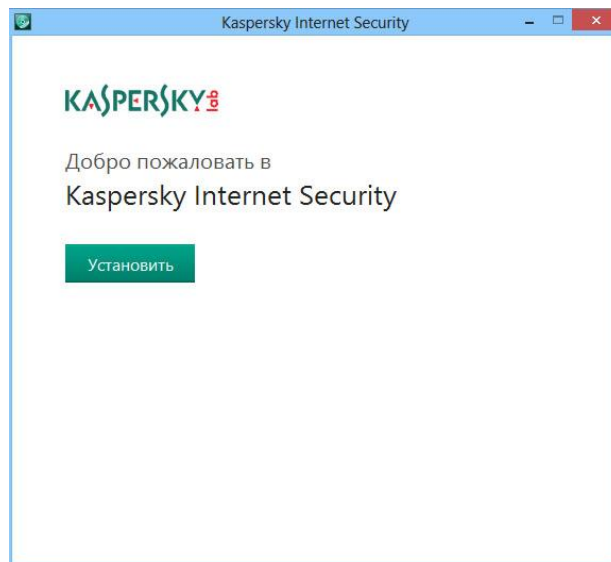 Kaspersky Internet Security
KASPERSKY lab
Добро пожаловать в
Kaspersky Internet Security
Установить